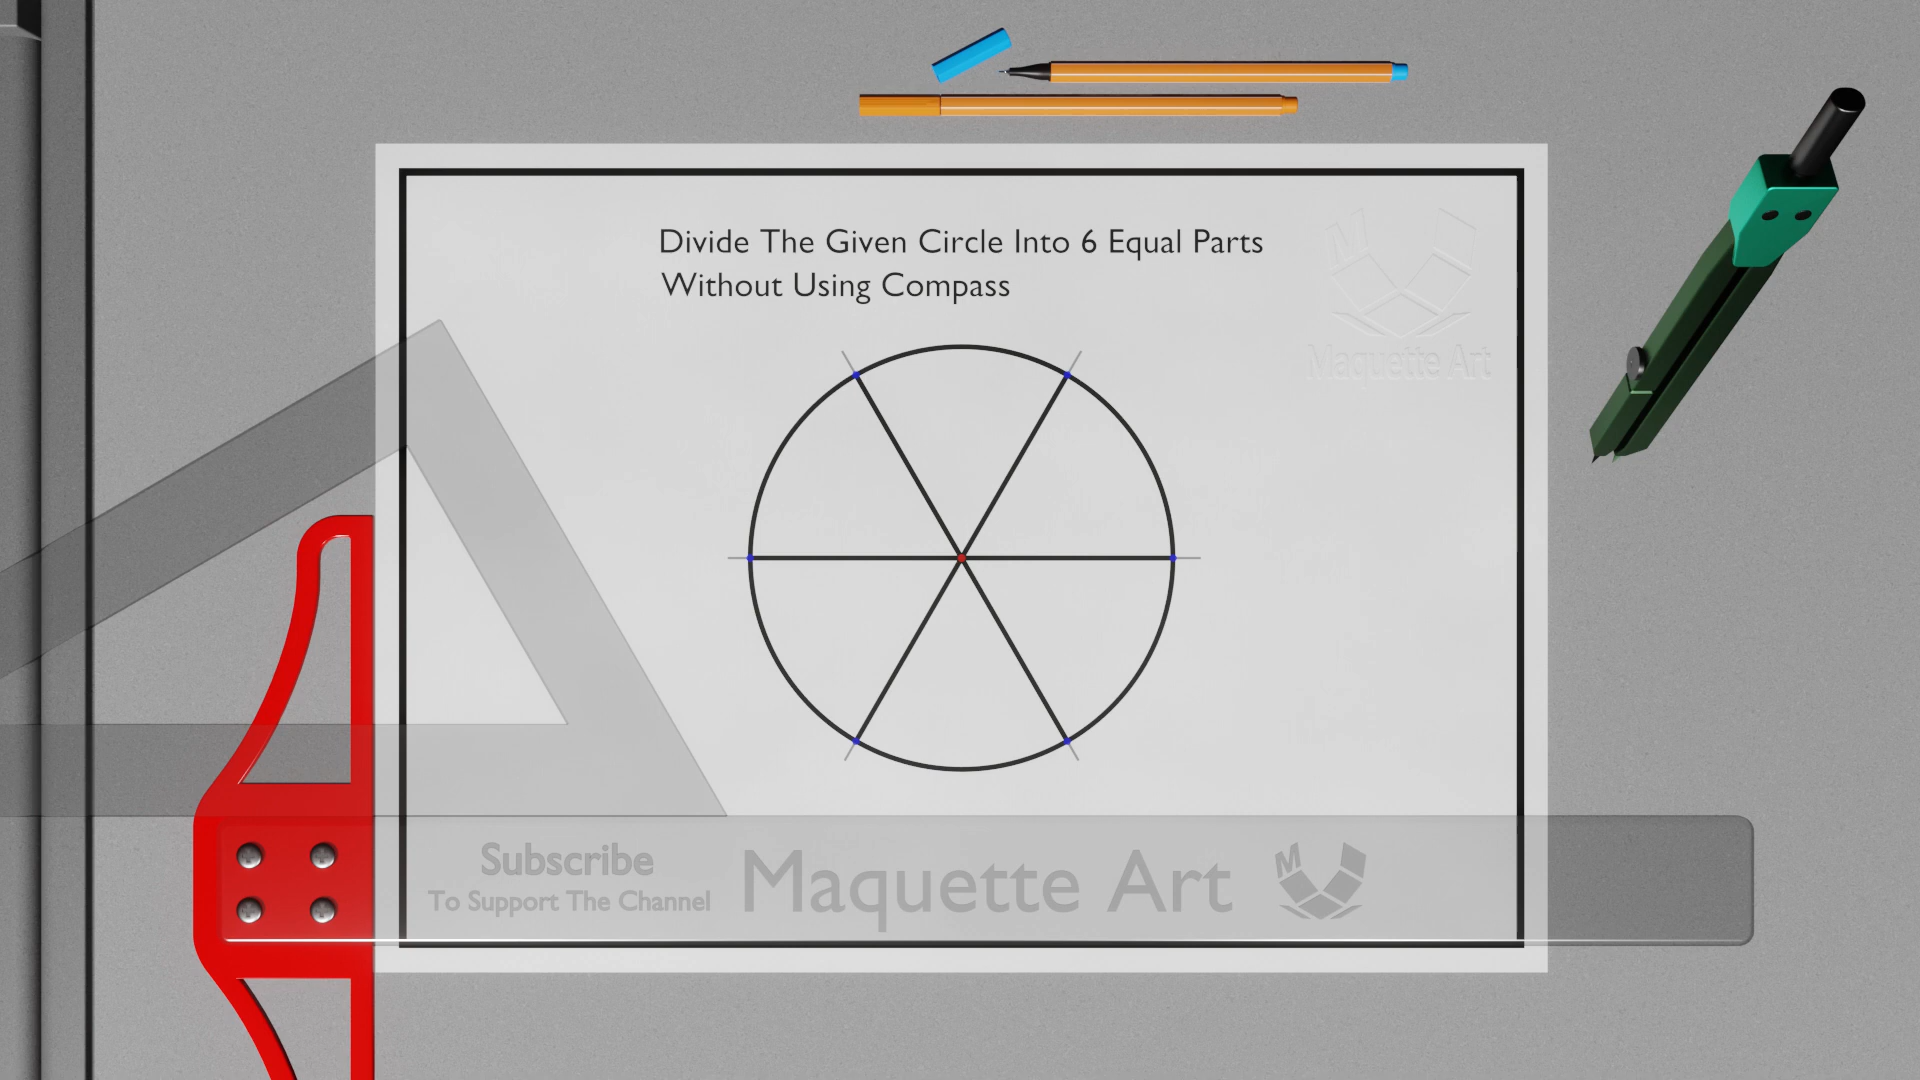 Divide The Given Circle Into 6 Equal Parts
Without Using Compass
M
Maquette Art
Subscribe
To Support The Channel
Maquette Art
M